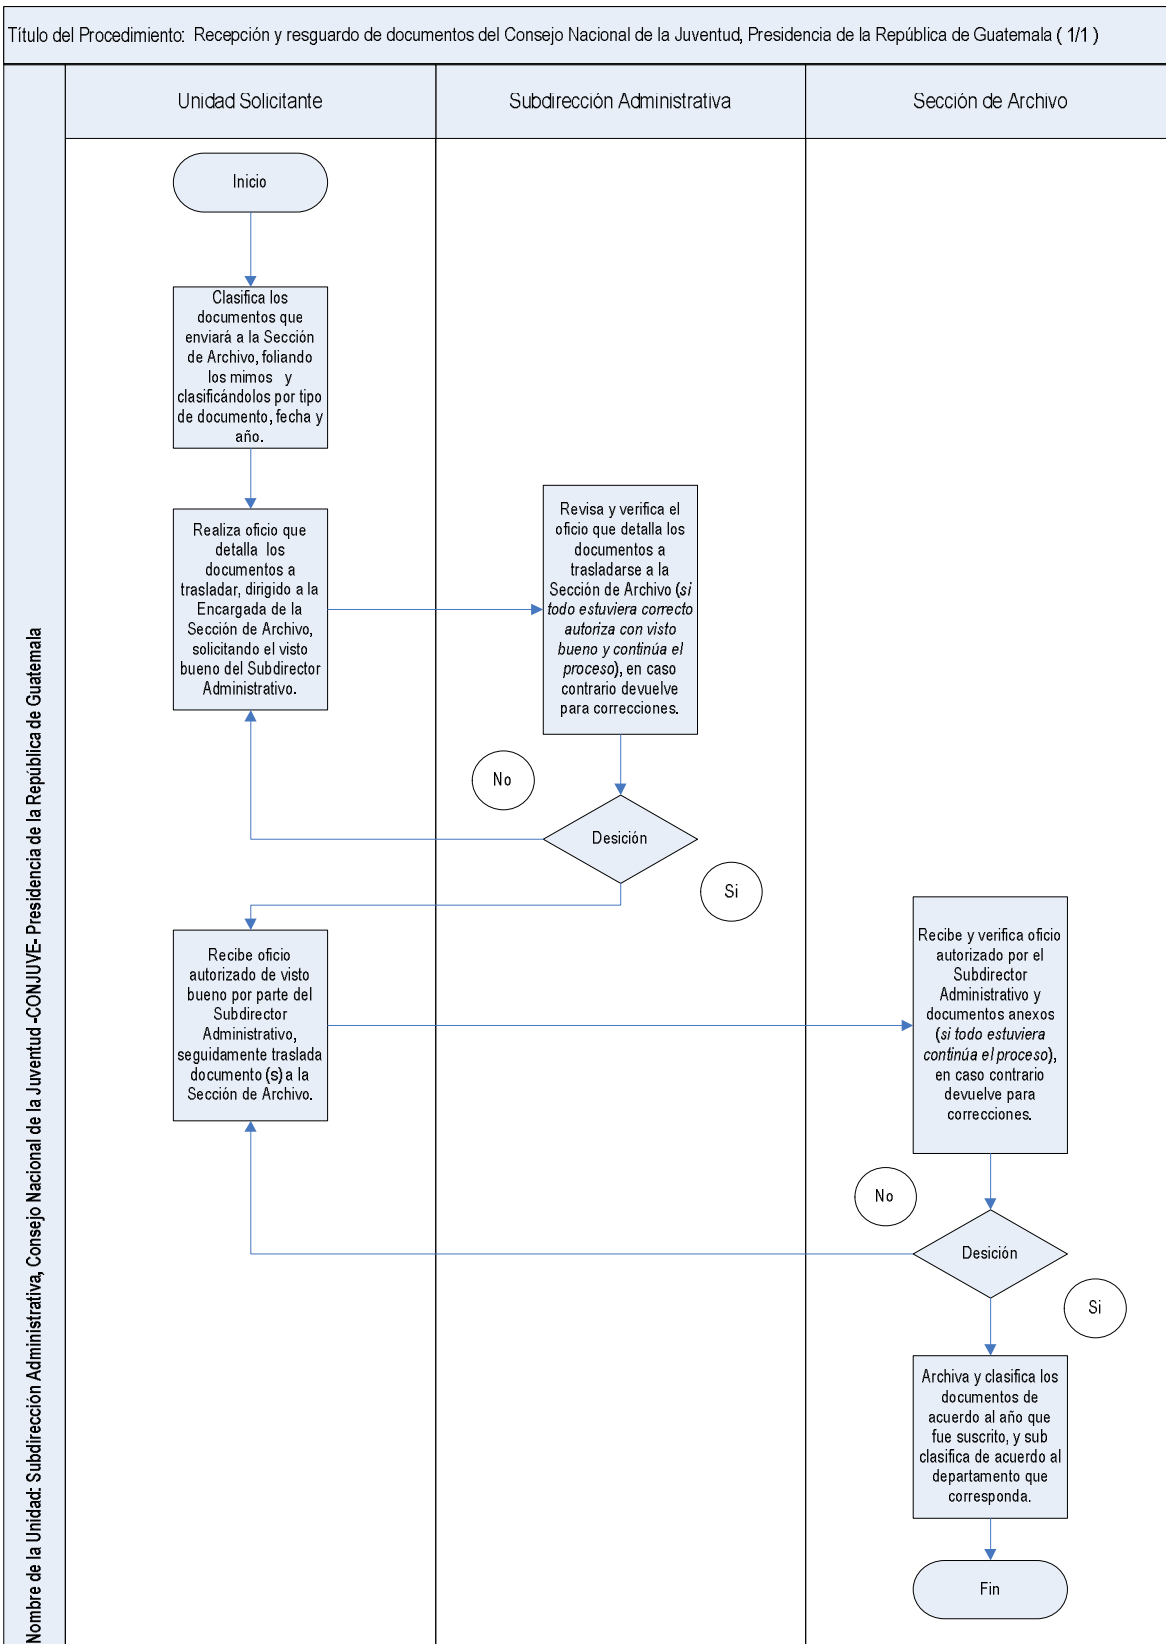 Título del Procedimiento: Recepción y resguardo de documentos del Consejo Nacional de la Juventud, Presidencia de la República de Guatemala ( 1/1 )
Nombre de la Unidad: Subdirección Administrativa, Consejo Nacional de la Juventud -CONJUVE- Presidencia de la República de Guatemala
Unidad Solicitante
Subdirección Administrativa
Sección de Archivo
Inicio
Clasifica los
documentos que
enviará a la Sección
de Archivo, foliando
los mimos y
clasificándolos por tipo
de documento, fecha y
año.
Realiza oficio que
detalla los
documentos a
trasladar, dirigido a la
Encargada de la
Sección de Archivo,
solicitando el visto
bueno del Subdirector
Administrativo.
Revisa y verifica el
oficio que detalla los
documentos a
trasladarse a la
Sección de Archivo (si
todo estuviera correcto
autoriza con visto
bueno y continúa el
proceso), en caso
contrario devuelve
para correcciones.
No
Desición
Si
Recibe oficio
autorizado de visto
bueno por parte del
Subdirector
Administrativo,
seguidamente traslada
documento (s) a la
Sección de Archivo.
Recibe y verifica oficio
autorizado por el
Subdirector
Administrativo y
documentos anexos
(si todo estuviera
continúa el proceso),
en caso contrario
devuelve para
correcciones.
No
Desición
Si
Archiva y clasifica los
documentos de
acuerdo al año que
fue suscrito, y sub
clasifica de acuerdo al
departamento que
corresponda.
Fin